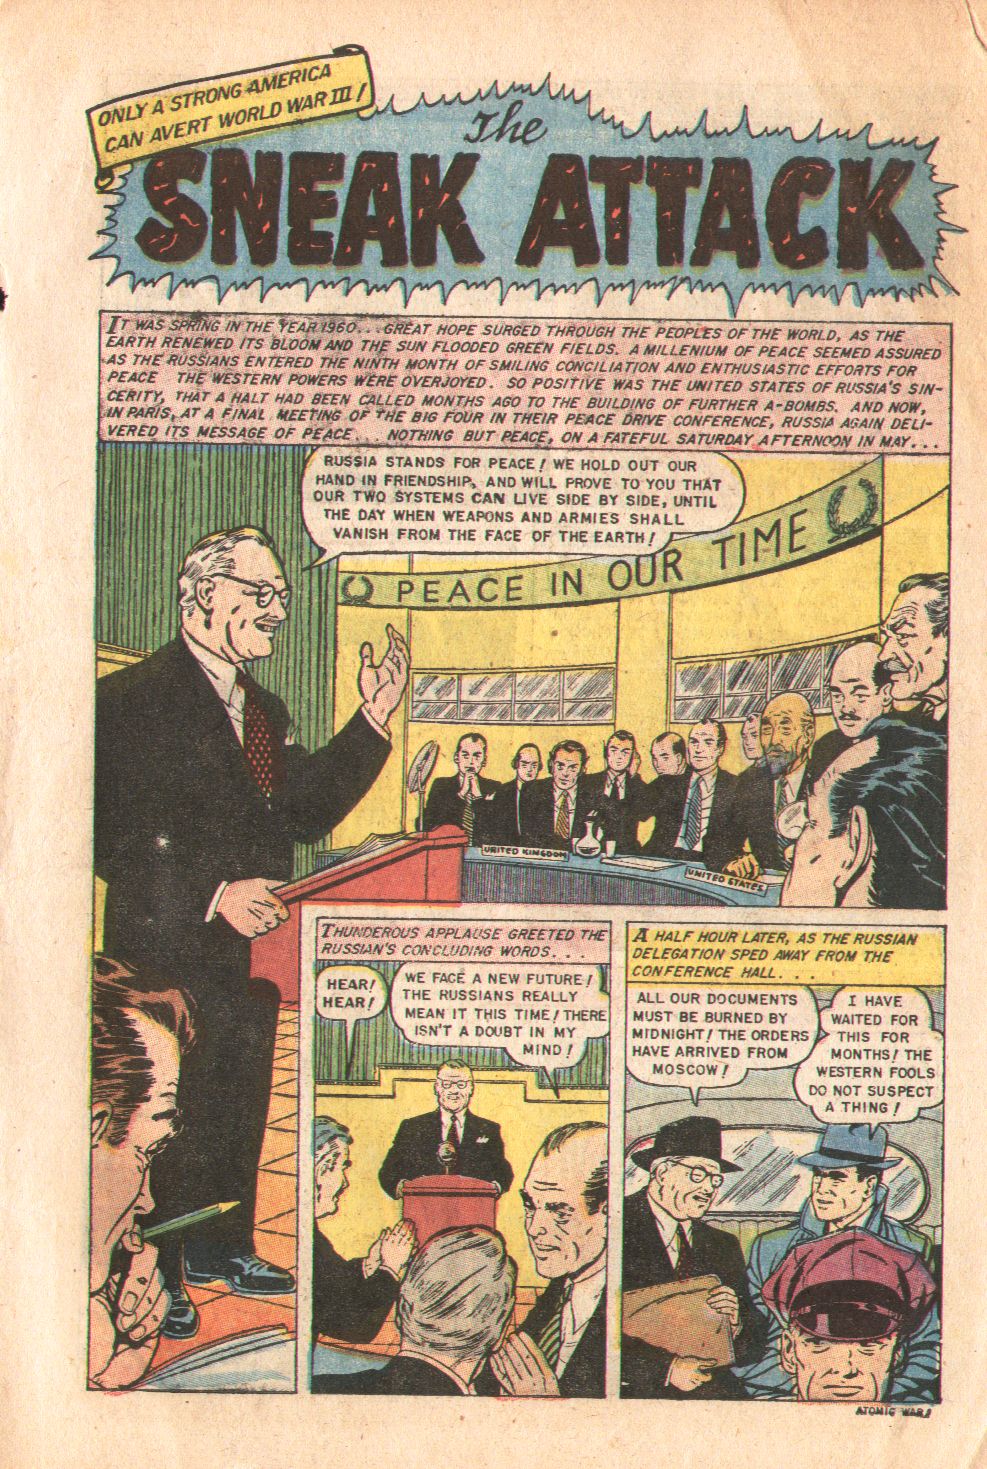 ONLY A STRONG AMERICA
CAN AVERT WORLD WAR III!
The
SNEAK ATTACK
IT WAS SPRING IN THE YEAR 1960... GREAT HOPE SURGED THROUGH THE PEOPLES OF THE WORLD, AS THE
EARTH RENEWED ITS BLOOM AND THE SUN FLOODED GREEN FIELDS. A MILLENIUM OF PEACE SEEMED ASSURED
AS THE RUSSIANS ENTERED THE NINTH MONTH OF SMILING CONCILIATION AND ENTHUSIASTIC EFFORTS FOR
PEACE THE WESTERN POWERS WERE OVERJOYED. SO POSITIVE WAS THE UNITED STATES OF RUSSIA'S SIN-
CERITY, THAT A HALT HAD BEEN CALLED MONTHS AGO TO THE BUILDING OF FURTHER A-BOMBS. AND NOW,
IN PARIS, AT A FINAL MEETING OF THE BIG FOUR IN THEIR PEACE DRIVE CONFERENCE, RUSSIA AGAIN DELI-
VERED ITS MESSAGE OF PEACE... NOTHING BUT PEACE, ON A FATEFUL SATURDAY AFTERNOON IN MAY...
RUSSIA STANDS FOR PEACE! WE HOLD OUT OUR
HAND IN FRIENDSHIP, AND WILL PROVE TO YOU THAT
OUR TWO SYSTEMS CAN LIVE SIDE BY SIDE, UNTIL
THE DAY WHEN WEAPONS AND ARMIES SHALL
VANISH FROM THE FACE OF THE EARTH!
PEACE IN OUR TIME
UNITED KINGDOM
UNITED STATES
THUNDEROUS APPLAUSE GREETED THE
RUSSIAN'S CONCLUDING WORDS...
HEAR!
HEAR!
WE FACE A NEW FUTURE!
THE RUSSIANS REALLY
MEAN IT THIS TIME! THERE
ISN'T A DOUBT IN MY
MIND!
A HALF HOUR LATER, AS THE RUSSIAN
DELEGATION SPED AWAY FROM THE
CONFERENCE HALL...
ALL OUR DOCUMENTS
MUST BE BURNED BY
MIDNIGHT! THE ORDERS
HAVE ARRIVED FROM
MOSCOW!
I HAVE
WAITED FOR
THIS FOR
MONTHS! THE
WESTERN FOOLS
DO NOT SUSPECT
A THING!
ATOMIC WAR!